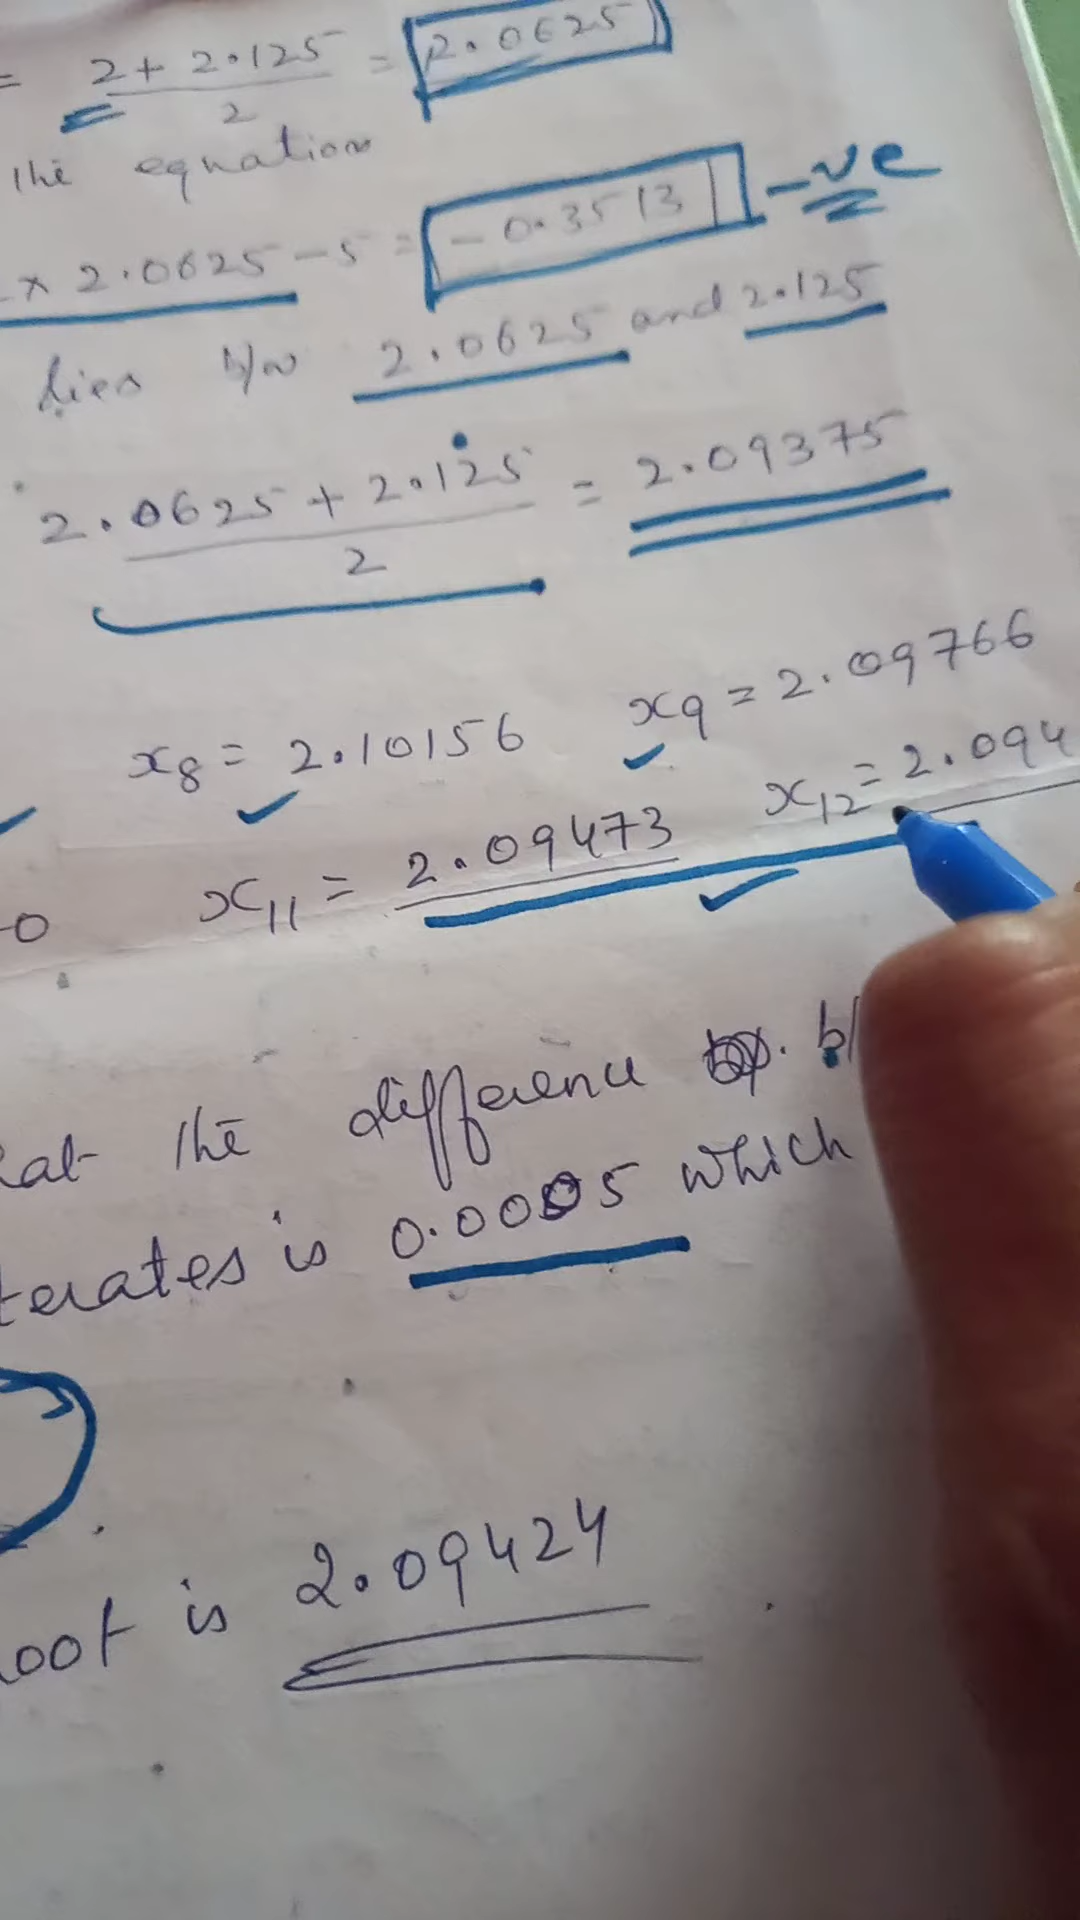 = 2 + 2.125 / 2 = 2.0625
the equation
x 2.0625 - 5 = - 0.3513 -ve
lies b/w 2.0625 and 2.125
2.0625 + 2.125 / 2 = 2.09375
x8 = 2.10156 x9 = 2.09766
x11 = 2.09473 x12 = 2.094
the difference b/
is 0.0005 which
is 2.09424